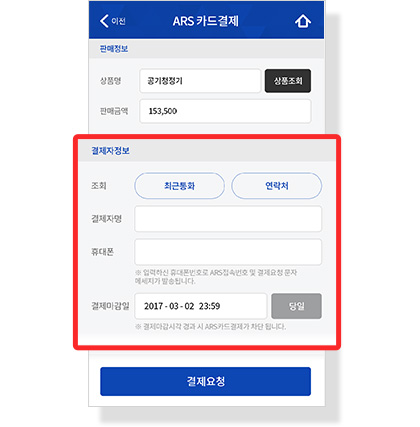 이전 ARS 카드결제
판매정보
상품명 공기청정기 상품조회
판매금액 153,500
결제자정보
조회 최근통화 연락처
결제자명
휴대폰
※ 입력하신 휴대폰번호로 ARS접속번호 및 결제요청 문자
메세지가 발송됩니다.
결제마감일 2017 - 03 - 02 23:59 당일
※ 결제마감시각 경과 시 ARS카드결제가 차단 됩니다.
결제요청